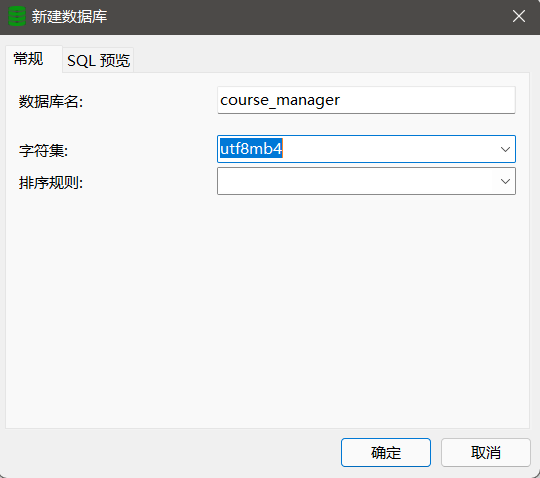 新建数据库
常规
SQL 预览
数据库名:
course_manager
字符集:
utf8mb4
排序规则:
确定
取消